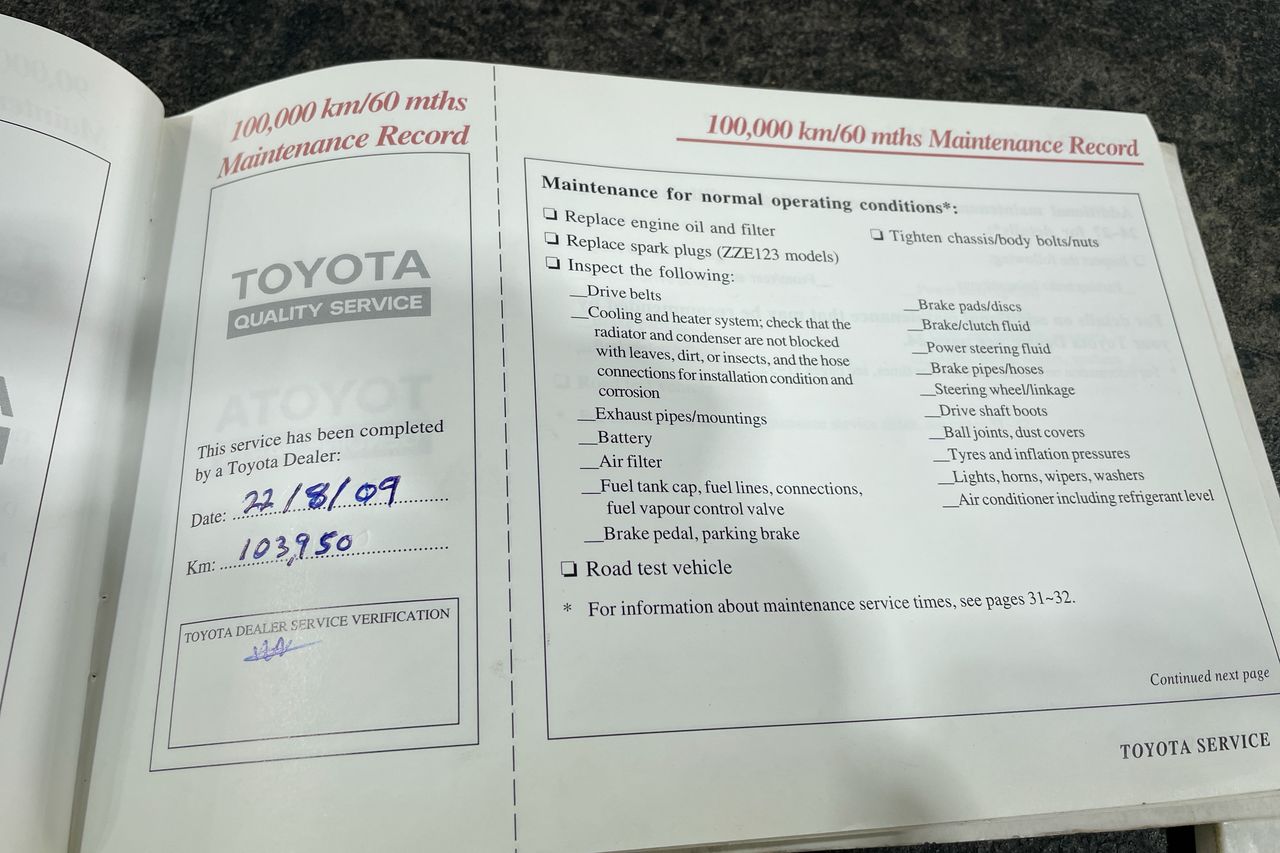 100,000 km/60 mths
Maintenance Record
TOYOTA
QUALITY SERVICE
This service has been completed
by a Toyota Dealer:
Date: 22/8/09
Km: 103,950
TOYOTA DEALER SERVICE VERIFICATION
100,000 km/60 mths Maintenance Record
Maintenance for normal operating conditions*:
❏ Replace engine oil and filter
❏ Replace spark plugs (ZZE123 models)
❏ Inspect the following:
__Drive belts
__Cooling and heater system; check that the
radiator and condenser are not blocked
with leaves, dirt, or insects, and the hose
connections for installation condition and
corrosion
__Exhaust pipes/mountings
__Battery
__Air filter
__Fuel tank cap, fuel lines, connections,
fuel vapour control valve
__Brake pedal, parking brake
❏ Tighten chassis/body bolts/nuts
__Brake pads/discs
__Brake/clutch fluid
__Power steering fluid
__Brake pipes/hoses
__Steering wheel/linkage
__Drive shaft boots
__Ball joints, dust covers
__Tyres and inflation pressures
__Lights, horns, wipers, washers
__Air conditioner including refrigerant level
❏ Road test vehicle
* For information about maintenance service times, see pages 31~32.
Continued next page
TOYOTA SERVICE